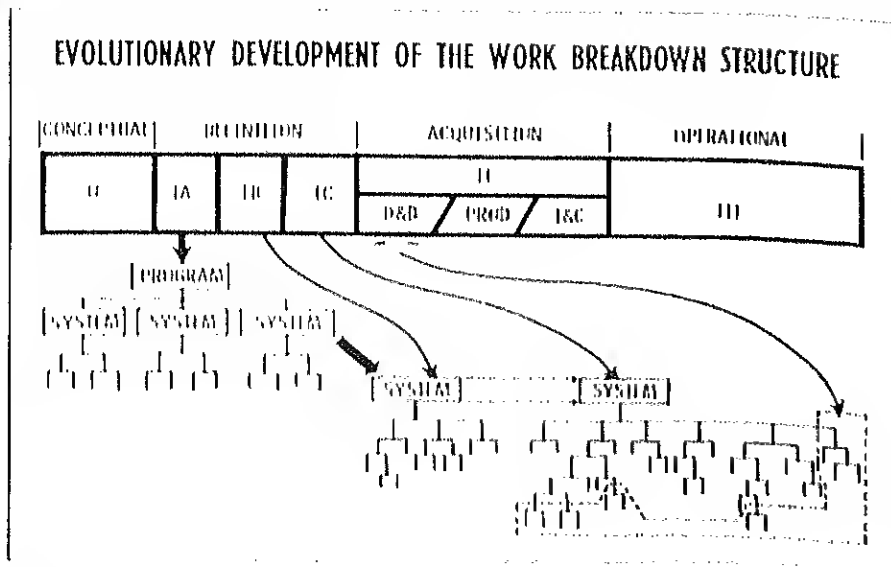 EVOLUTIONARY DEVELOPMENT OF THE WORK BREAKDOWN STRUCTURE
CONCEPTUAL DEFINITION ACQUISITION OPERATIONAL
IA IB IC II III
D&D PROD I&C
PROGRAM
SYSTEM SYSTEM SYSTEM
SYSTEM SYSTEM